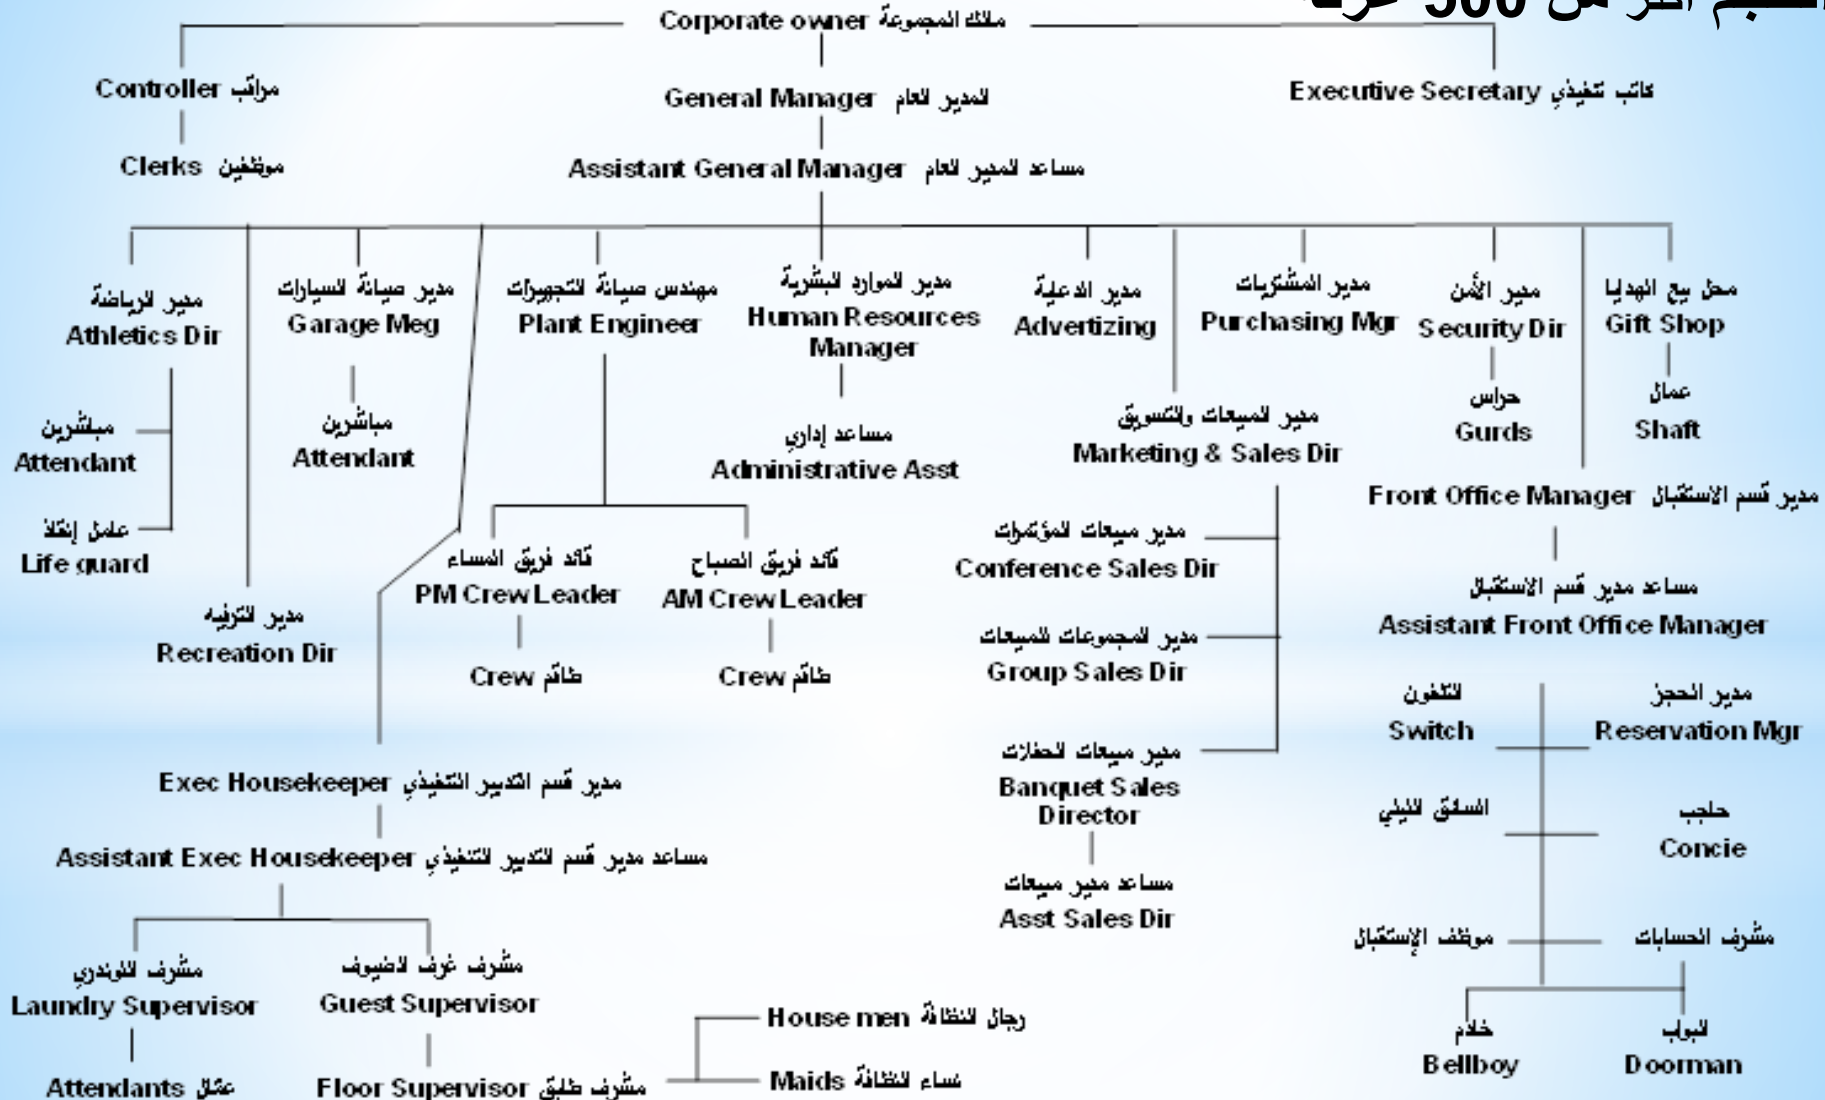 أكثر من 500 غرفة
Corporate owner مالك المجموعة
Controller مراقب
General Manager المدير العام
Executive Secretary كاتب تنفيذي
Clerks موظفين
Assistant General Manager مساعد المدير العام
مدير الرياضة
Athletics Dir
مدير صيانة السيارات
Garage Meg
مهندس صيانة التجهيزات
Plant Engineer
مدير الموارد البشرية
Human Resources
Manager
مدير الدعاية
Advertizing
مدير المشتريات
Purchasing Mgr
مدير الأمن
Security Dir
محل بيع الهدايا
Gift Shop
مباشرين
Attendant
مباشرين
Attendant
مساعد إداري
Administrative Asst
مدير المبيعات والتسويق
Marketing & Sales Dir
حراس
Gurds
عمال
Shaft
عامل إنقاذ
Life guard
Front Office Manager مدير قسم الاستقبال
قائد فريق المساء
PM Crew Leader
قائد فريق الصباح
AM Crew Leader
مدير مبيعات المؤتمرات
Conference Sales Dir
مساعد مدير قسم الاستقبال
Assistant Front Office Manager
مدير الترفيه
Recreation Dir
Crew طاقم
Crew طاقم
مدير المجموعات للمبيعات
Group Sales Dir
التلفون
Switch
مدير الحجز
Reservation Mgr
Exec Housekeeper مدير قسم التدبير التنفيذي
مدير مبيعات الحفلات
Banquet Sales
Director
السائق الليلي
حاجب
Concie
Assistant Exec Housekeeper مساعد مدير قسم التدبير التنفيذي
مساعد مدير مبيعات
Asst Sales Dir
موظف الإستقبال
مشرف الحسابات
مشرف اللوندري
Laundry Supervisor
مشرف غرف الضيوف
Guest Supervisor
House men رجال النظافة
خدام
Bellboy
البواب
Doorman
Attendants عمّال
Floor Supervisor مشرف طابق
Maids نساء النظافة